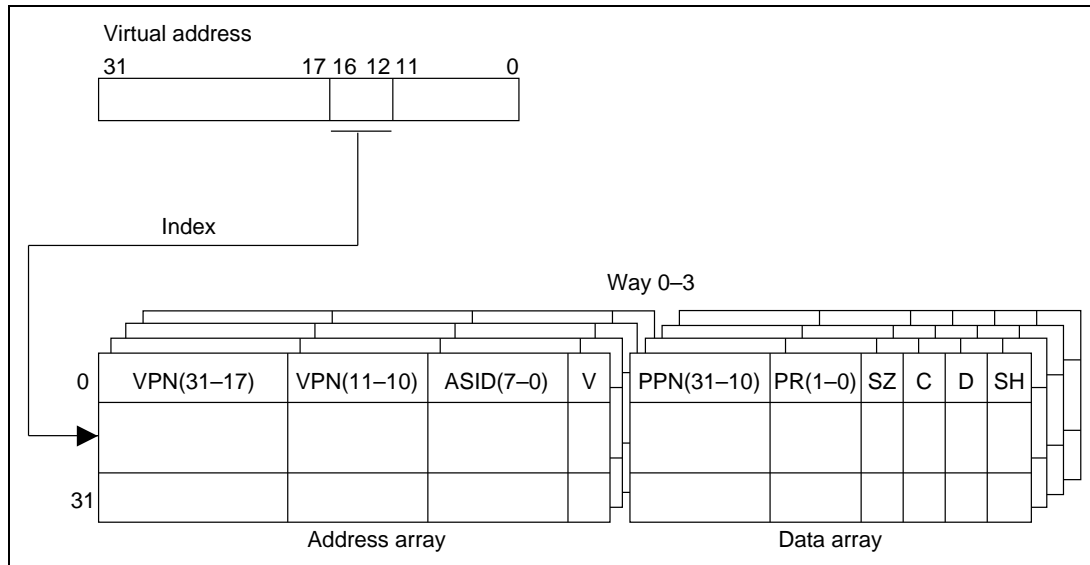 Virtual address
31 17 16 12 11 0
Index
Way 0–3
0 VPN(31–17) VPN(11–10) ASID(7–0) V PPN(31–10) PR(1–0) SZ C D SH
31
Address array Data array